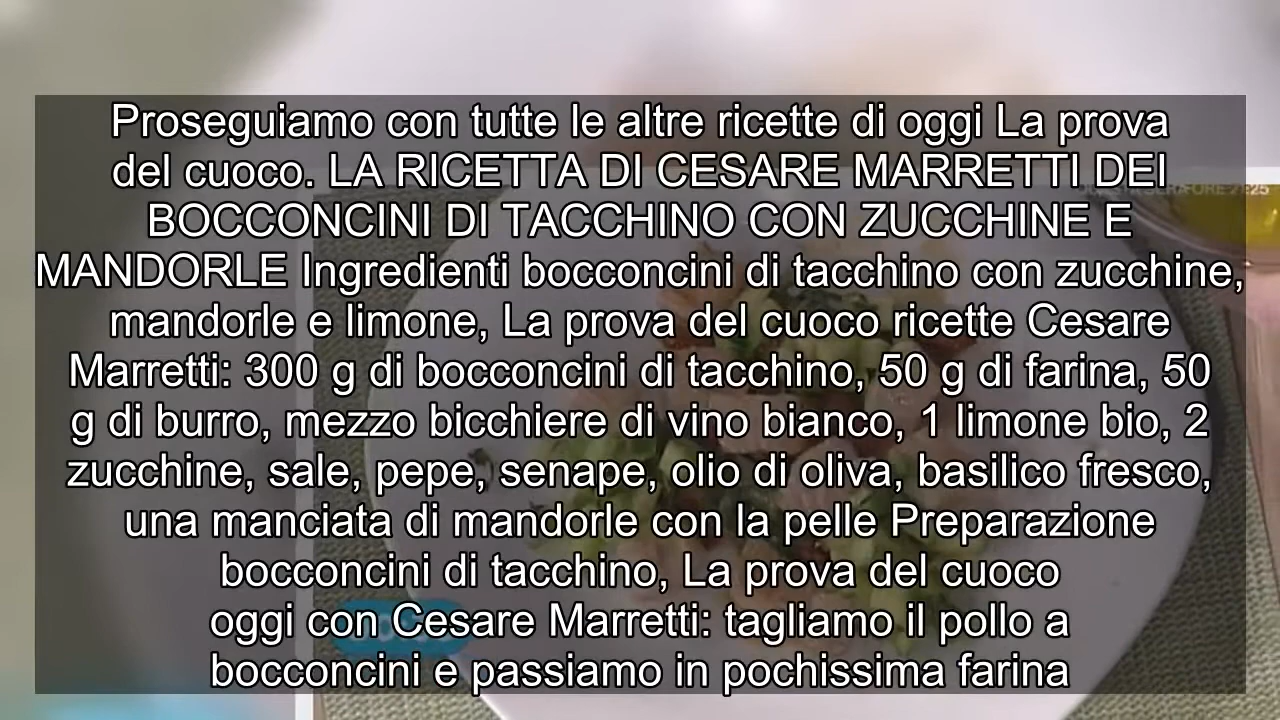 Proseguiamo con tutte le altre ricette di oggi La prova
del cuoco. LA RICETTA DI CESARE MARRETTI DEI
BOCCONCINI DI TACCHINO CON ZUCCHINE E
MANDORLE Ingredienti bocconcini di tacchino con zucchine,
mandorle e limone, La prova del cuoco ricette Cesare
Marretti: 300 g di bocconcini di tacchino, 50 g di farina, 50
g di burro, mezzo bicchiere di vino bianco, 1 limone bio, 2
zucchine, sale, pepe, senape, olio di oliva, basilico fresco,
una manciata di mandorle con la pelle Preparazione
bocconcini di tacchino, La prova del cuoco
oggi con Cesare Marretti: tagliamo il pollo a
bocconcini e passiamo in pochissima farina